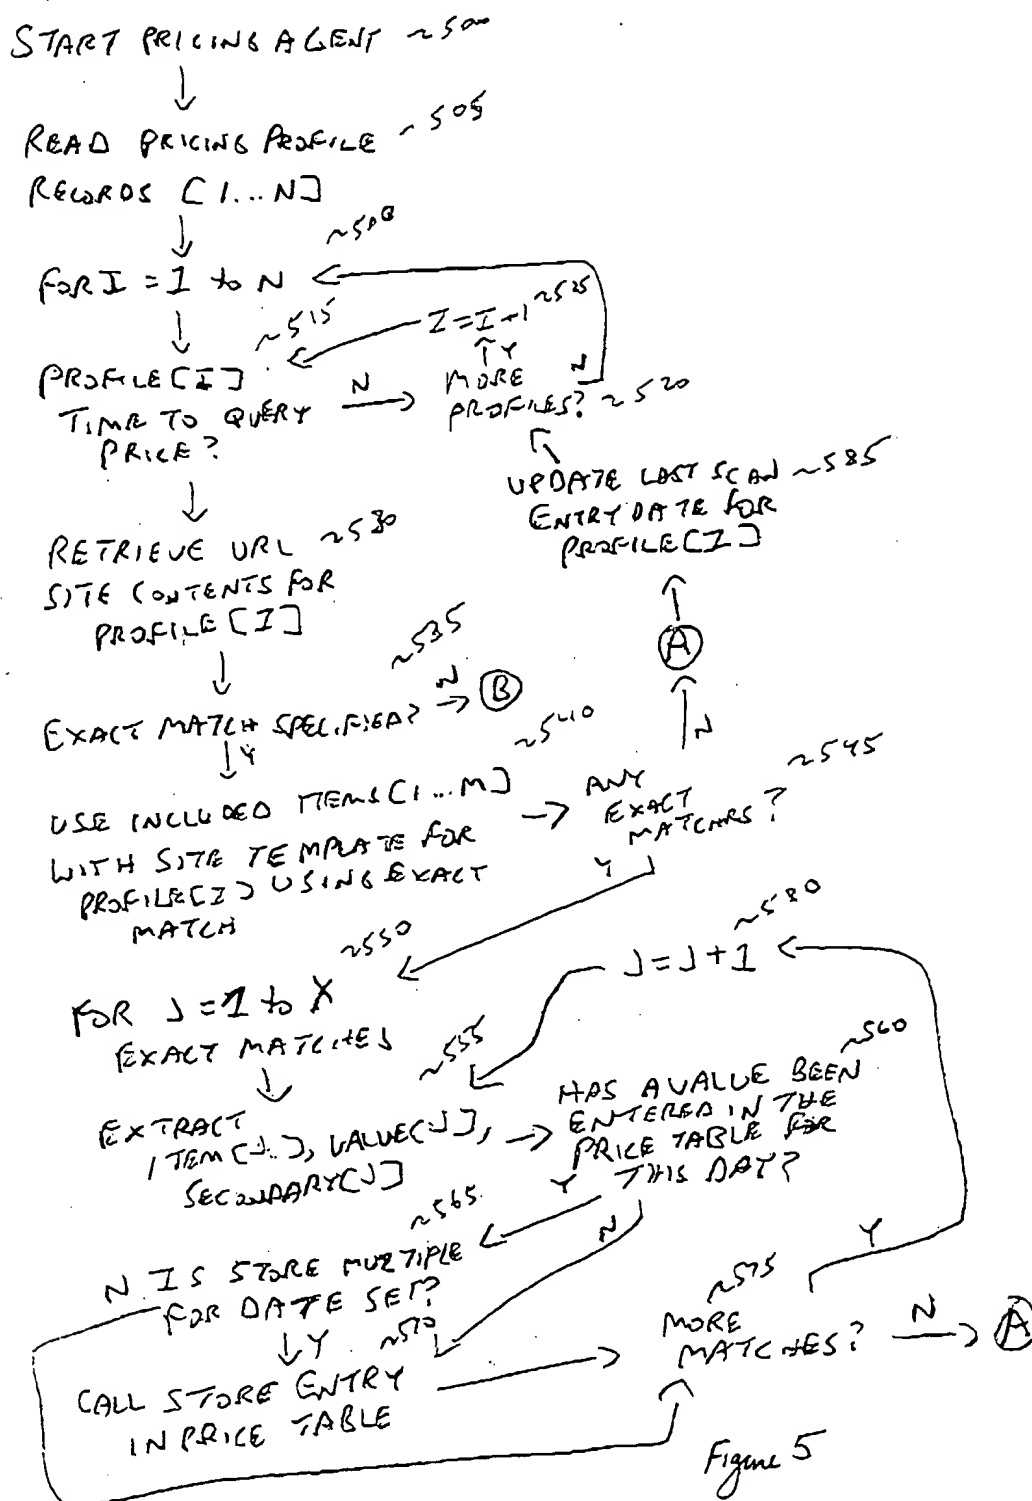 START PRICING AGENT ~500
READ PRICING PROFILE ~505
RECORDS [1...N]
~508
FOR I = 1 to N
~515
I=I+1 ~525
Y
PROFILE[I]
TIME TO QUERY
PRICE?
N
MORE
PROFILES? ~520
N
UPDATE LAST SCAN ~585
ENTRY DATE FOR
PROFILE[I]
RETRIEVE URL ~530
SITE CONTENTS FOR
PROFILE[I]
A
~535
EXACT MATCH SPECIFIED?
N
B
N
Y
~540
USE INCLUDED ITEMS[1...M]
WITH SITE TEMPLATE FOR
PROFILE[I] USING EXACT
MATCH
~545
ANY
EXACT
MATCHES?
Y
~550
FOR J = 1 to X
EXACT MATCHES
~580
J=J+1
~555
EXTRACT
ITEM[J], VALUE[J],
SECONDARY[J]
~560
HAS A VALUE BEEN
ENTERED IN THE
PRICE TABLE FOR
THIS DAY?
Y
N
~565
N IS STORE MULTIPLE
FOR DATE SET?
Y
~570
CALL STORE ENTRY
IN PRICE TABLE
~575
MORE
MATCHES?
Y
N
A
Figure 5